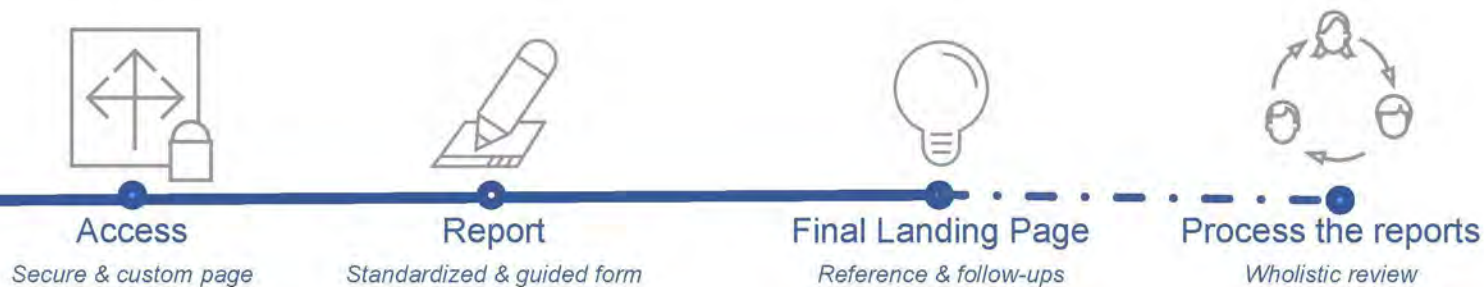 Access
Secure & custom page
Report
Standardized & guided form
Final Landing Page
Reference & follow-ups
Process the reports
Wholistic review